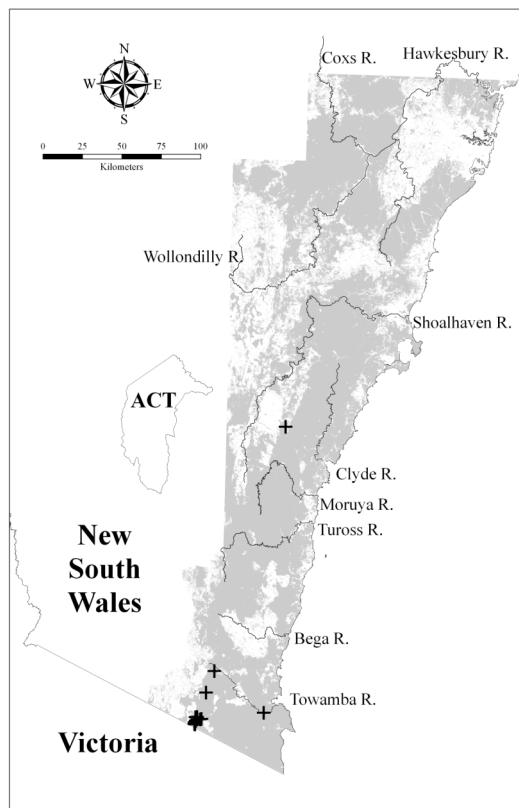 Coxs R.
Hawkesbury R.
N
W
E
S
0 25 50 75 100
Kilometers
Wollondilly R.
Shoalhaven R.
ACT
Clyde R.
Moruya R.
Tuross R.
New
South
Wales
Bega R.
Towamba R.
Victoria